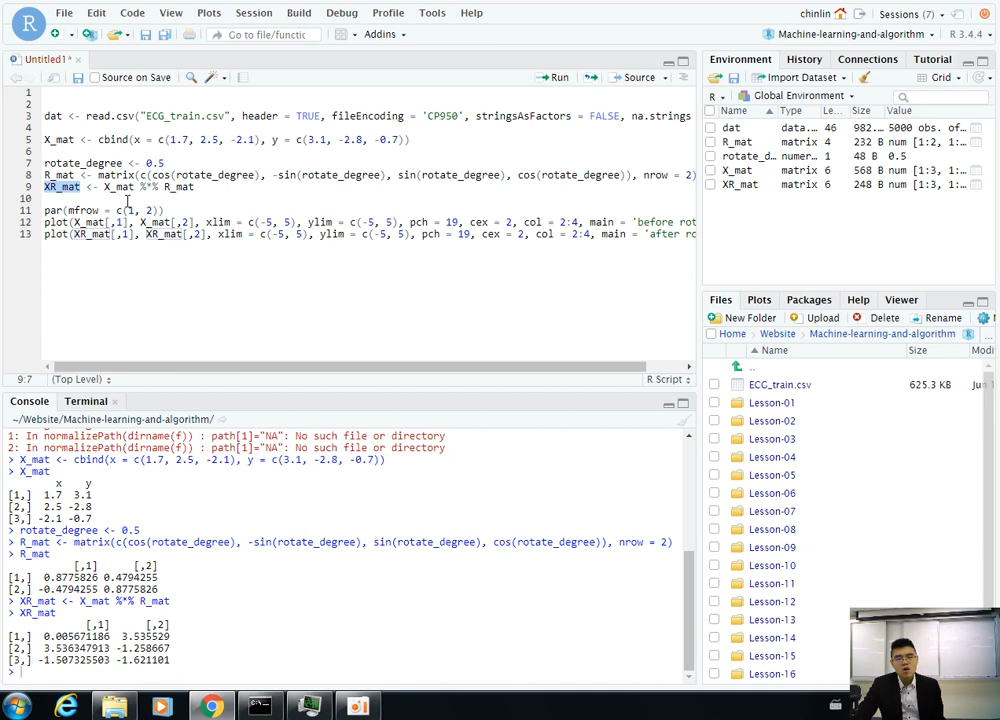 File Edit Code View Plots Session Build Debug Profile Tools Help
chinlin Sessions (7)
Go to file/function Addins
Machine-learning-and-algorithm R 3.4.4
Untitled1*
Source on Save Run Source
1
2
3 dat <- read.csv("ECG_train.csv", header = TRUE, fileEncoding = 'CP950', stringsAsFactors = FALSE, na.strings
4
5 X_mat <- cbind(x = c(1.7, 2.5, -2.1), y = c(3.1, -2.8, -0.7))
6
7 rotate_degree <- 0.5
8 R_mat <- matrix(c(cos(rotate_degree), -sin(rotate_degree), sin(rotate_degree), cos(rotate_degree)), nrow = 2)
9 XR_mat <- X_mat %*% R_mat
10
11 par(mfrow = c(1, 2))
12 plot(X_mat[,1], X_mat[,2], xlim = c(-5, 5), ylim = c(-5, 5), pch = 19, cex = 2, col = 2:4, main = 'before rot
13 plot(XR_mat[,1], XR_mat[,2], xlim = c(-5, 5), ylim = c(-5, 5), pch = 19, cex = 2, col = 2:4, main = 'after ro
9:7 (Top Level) R Script
Console Terminal
~/Website/Machine-learning-and-algorithm/
1: In normalizePath(dirname(f)) : path[1]="NA": No such file or directory
2: In normalizePath(dirname(f)) : path[1]="NA": No such file or directory
> X_mat <- cbind(x = c(1.7, 2.5, -2.1), y = c(3.1, -2.8, -0.7))
> X_mat
x y
[1,] 1.7 3.1
[2,] 2.5 -2.8
[3,] -2.1 -0.7
> rotate_degree <- 0.5
> R_mat <- matrix(c(cos(rotate_degree), -sin(rotate_degree), sin(rotate_degree), cos(rotate_degree)), nrow = 2)
> R_mat
[,1] [,2]
[1,] 0.8775826 0.4794255
[2,] -0.4794255 0.8775826
> XR_mat <- X_mat %*% R_mat
> XR_mat
[,1] [,2]
[1,] 0.005671186 3.535529
[2,] 3.536347913 -1.258667
[3,] -1.507325503 -1.621101
>
Environment History Connections Tutorial
Import Dataset Grid
R Global Environment
Name Type Le... Size Value
dat data.... 46 982... 5000 obs. of...
R_mat matrix 4 232 B num [1:2, 1...
rotate_d... numer... 1 48 B 0.5
X_mat matrix 6 568 B num [1:3, 1...
XR_mat matrix 6 248 B num [1:3, 1...
Files Plots Packages Help Viewer
New Folder Upload Delete Rename
Home Website Machine-learning-and-algorithm ...
Name Size Modi
..
ECG_train.csv 625.3 KB Jun
Lesson-01
Lesson-02
Lesson-03
Lesson-04
Lesson-05
Lesson-06
Lesson-07
Lesson-08
Lesson-09
Lesson-10
Lesson-11
Lesson-12
Lesson-13
Lesson-14
Lesson-15
Lesson-16